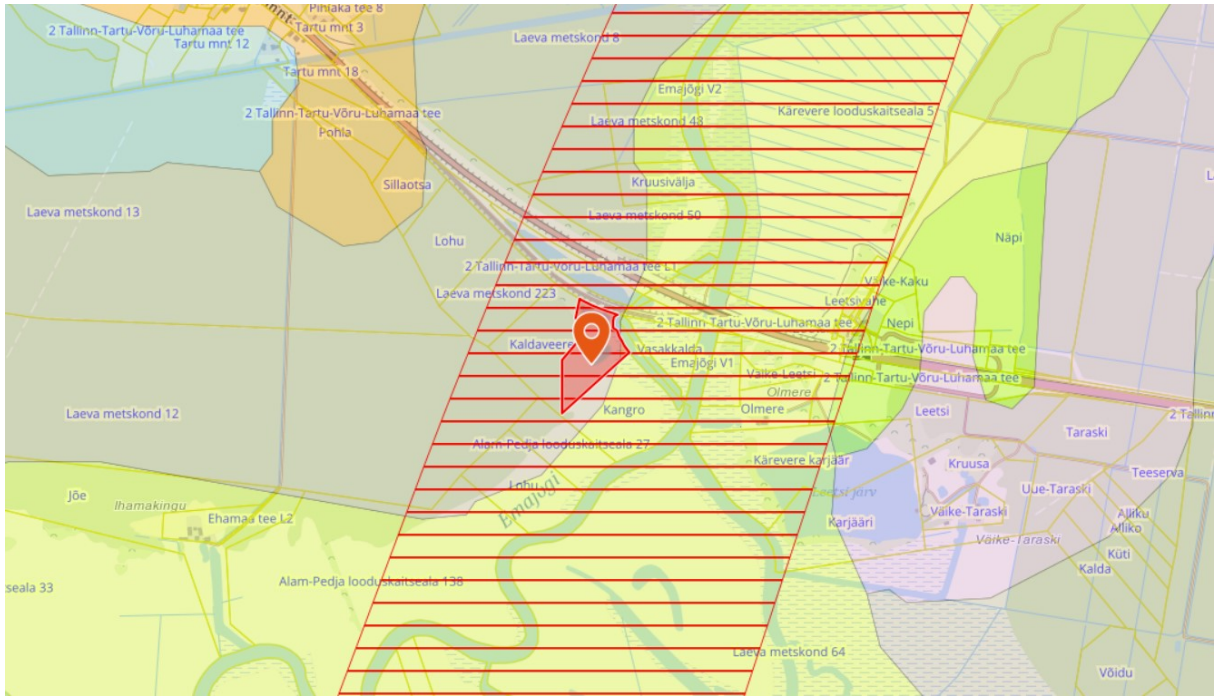 Pihlaka tee 8
2 Tallinn-Tartu-Võru-Luhamaa tee
Tartu mnt 3
Tartu mnt 12
Laeva metskond 8
Tartu mnt 18
Emajõgi V2
2 Tallinn-Tartu-Võru-Luhamaa tee
Kärevere looduskaitseala 5
Laeva metskond 48
Pohla
Sillaotsa
Kruusivälja
Laeva metskond 13
Laeva metskond 50
Lohu
Näpi
2 Tallinn-Tartu-Võru-Luhamaa tee L1
Väike-Kaku
Laeva metskond 223
Leetsivahe
2 Tallinn-Tartu-Võru-Luhamaa tee
Nepi
Kaldaveere
Vasakkalda
2 Tallinn-Tartu-Võru-Luhamaa tee
Emajõgi V1
Väike-Leetsi
2 Tallinn-Tartu-Võru-Luhamaa tee
Olmere
Laeva metskond 12
Kangro
Olmere
Leetsi
Taraski
Alam-Pedja looduskaitseala 27
Kärevere karjäär
Kruusa
Teeserva
Lohu
Emajõgi
Leetsi järv
Uue-Taraski
Jõe
Ihamakingu
Ehamaa tee L2
Karjääri
Väike-Taraski
Alliku
Alliko
Väike-Taraski
Küti
Kalda
Alam-Pedja looduskaitseala 138
seala 33
Laeva metskond 64
Võidu